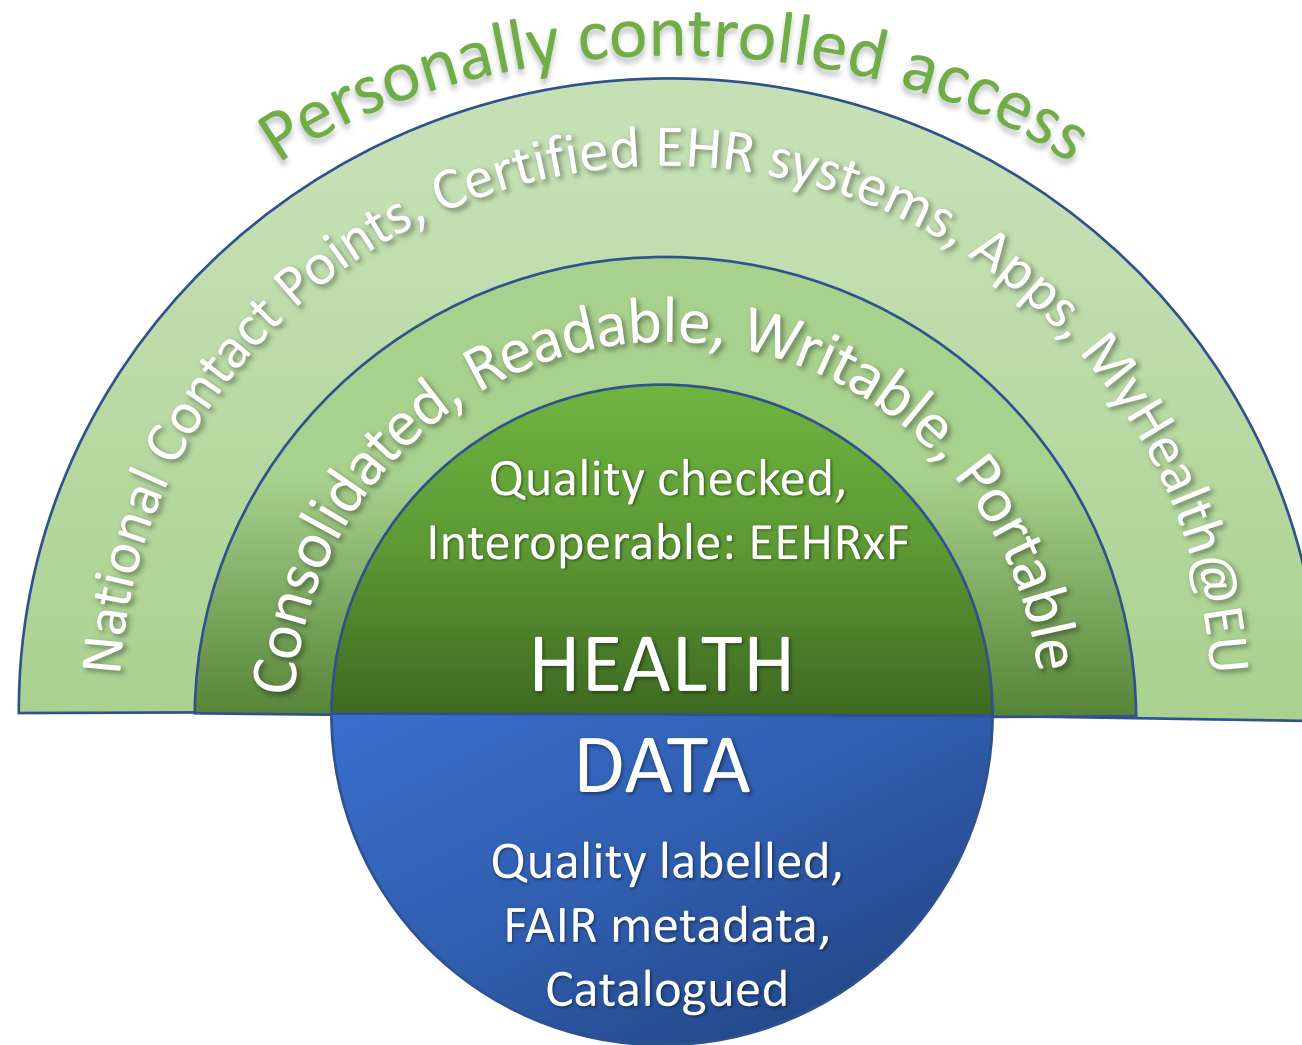 Personally controlled access
National Contact Points, Certified EHR systems, Apps, MyHealth@EU
Consolidated, Readable, Writable, Portable
Quality checked,
Interoperable: EEHRxF
HEALTH
DATA
Quality labelled,
FAIR metadata,
Catalogued